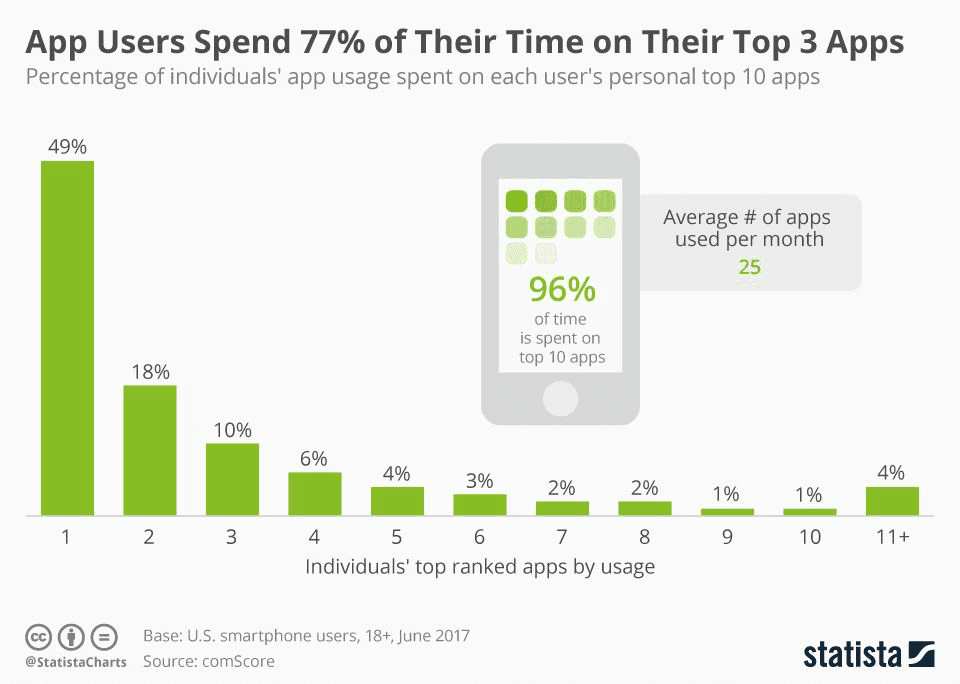 App Users Spend 77% of Their Time on Their Top 3 Apps
Percentage of individuals' app usage spent on each user's personal top 10 apps
49%
18%
10%
6%
4%
3%
2%
2%
1%
1%
4%
96%
of time
is spent on
top 10 apps
Average # of apps
used per month
25
1 2 3 4 5 6 7 8 9 10 11+
Individuals' top ranked apps by usage
cc
@StatistaCharts
Base: U.S. smartphone users, 18+, June 2017
Source: comScore
statista